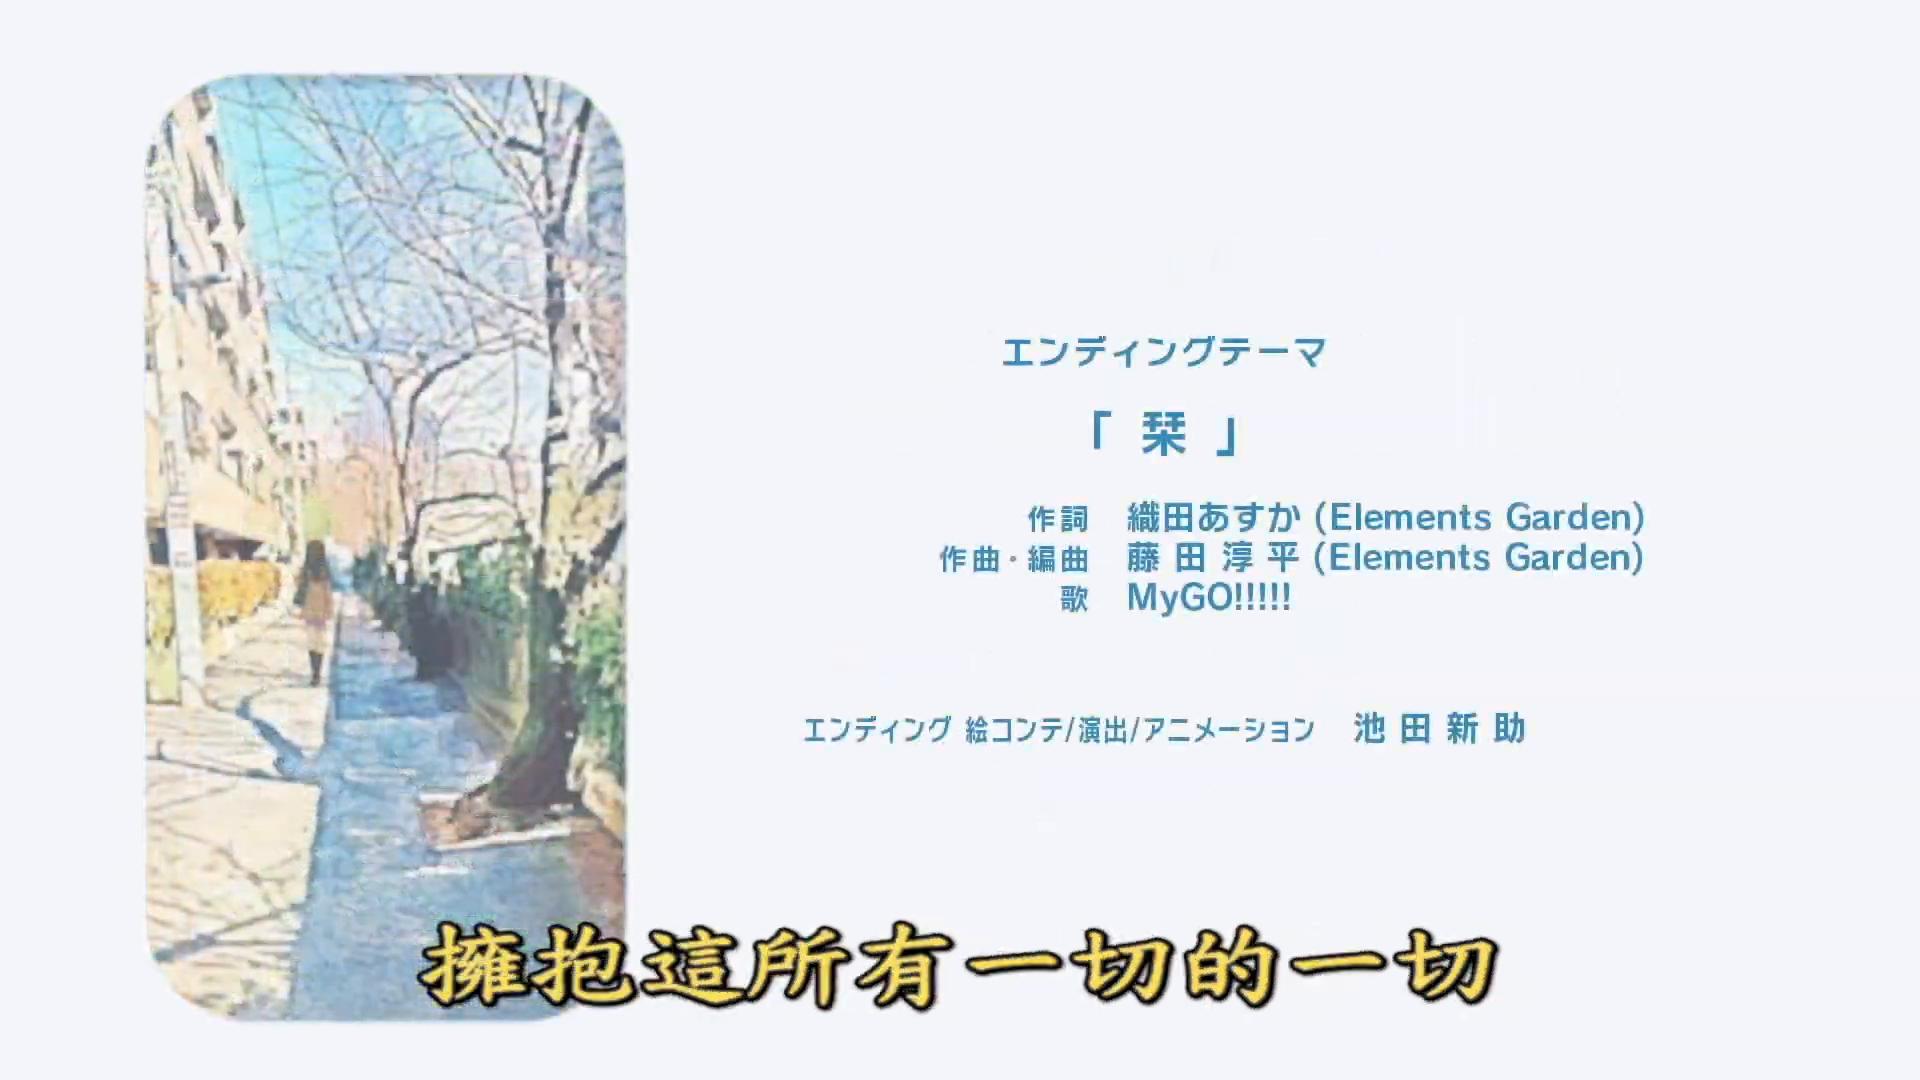 エンディングテーマ
「 栞 」
作詞 織田あすか (Elements Garden)
作曲・編曲 藤田淳平 (Elements Garden)
歌 MyGO!!!!!
エンディング 絵コンテ/演出/アニメーション 池田新助
擁抱這所有一切的一切